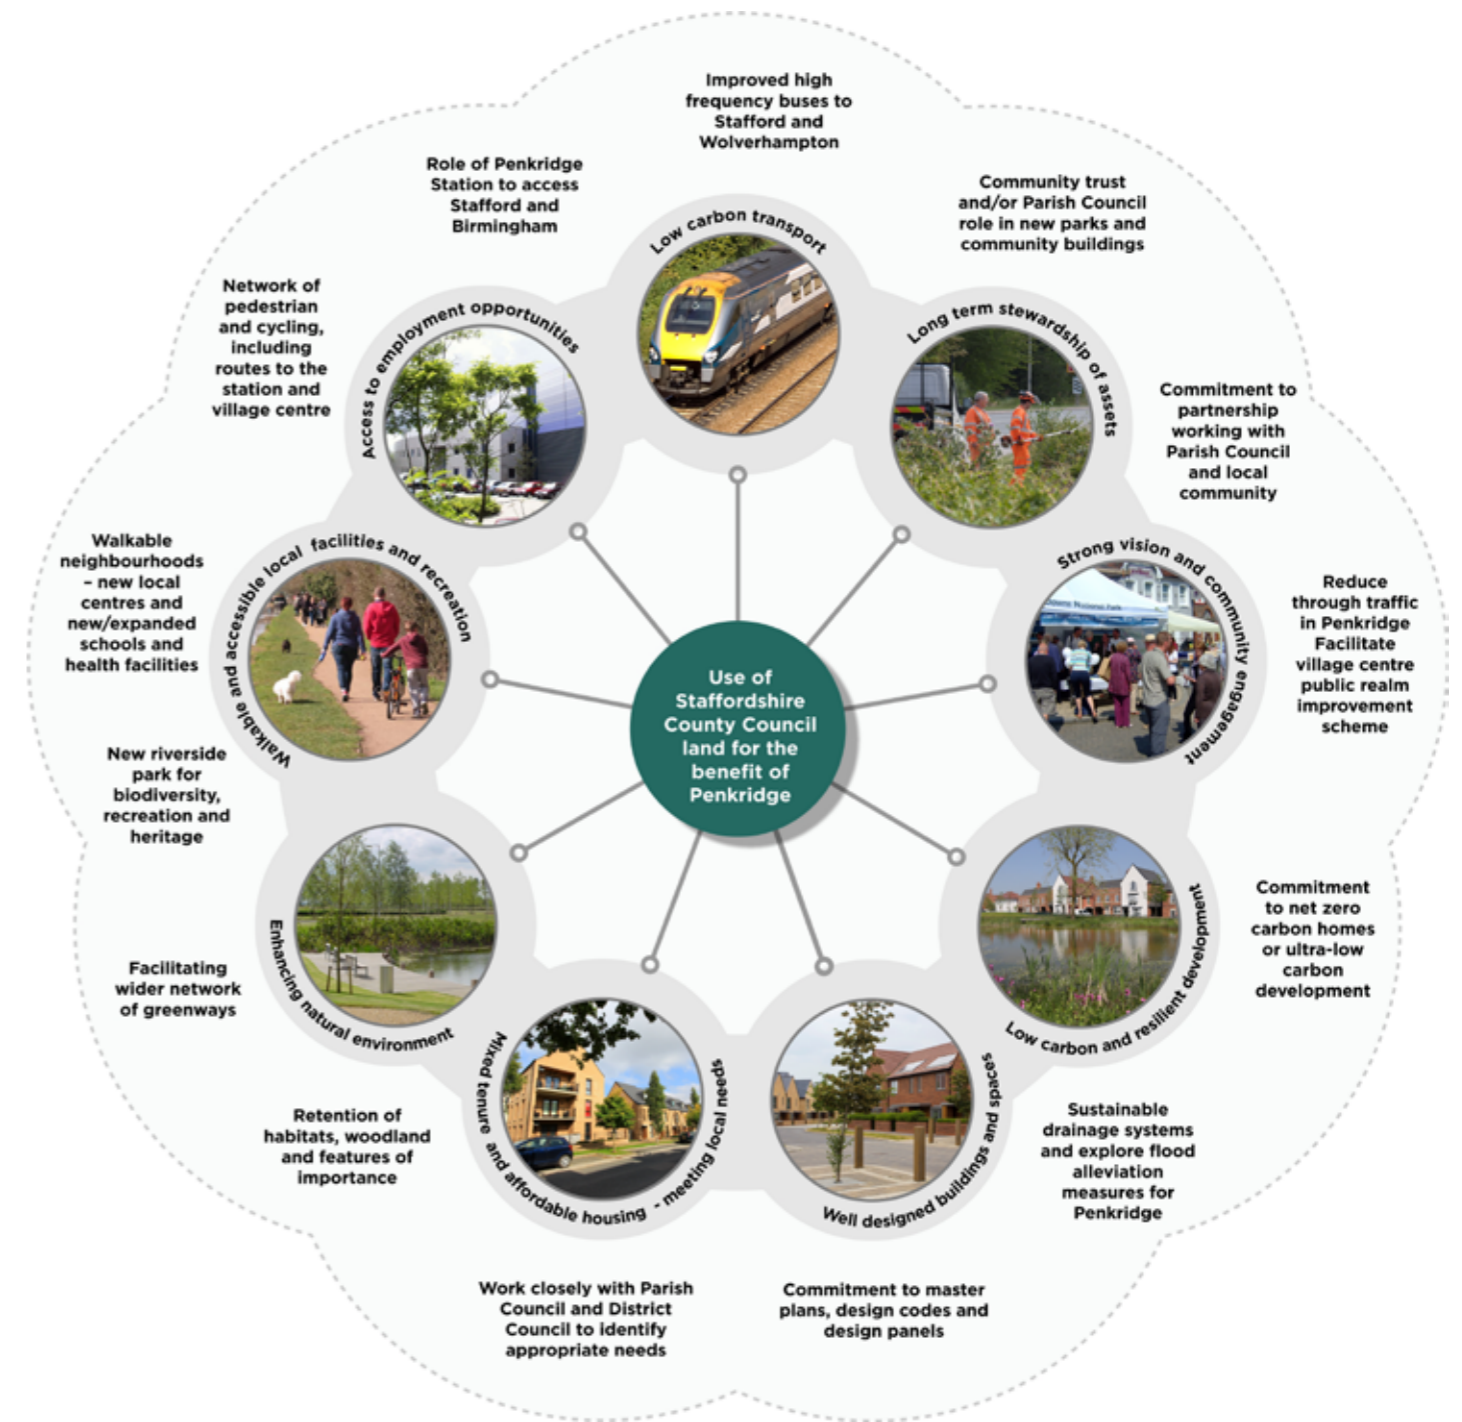 Improved high
frequency buses to
Stafford and
Wolverhampton
Role of Penkridge
Station to access
Stafford and
Birmingham
Community trust
and/or Parish Council
role in new parks and
community buildings
Low carbon transport
Network of
pedestrian
and cycling,
including
routes to the
station and
village centre
Access to employment opportunities
Long term stewardship of assets
Commitment to
partnership
working with
Parish Council
and local
community
Walkable
neighbourhoods
– new local
centres and
new/expanded
schools and
health facilities
Walkable and accessible local facilities and recreation
Strong vision and community engagement
Reduce
through traffic
in Penkridge
Facilitate
village centre
public realm
improvement
scheme
Use of
Staffordshire
County Council
land for the
benefit of
Penkridge
New riverside
park for
biodiversity,
recreation and
heritage
Enhancing natural environment
Low carbon and resilient development
Commitment
to net zero
carbon homes
or ultra-low
carbon
development
Facilitating
wider network
of greenways
Mixed tenure and affordable housing - meeting local needs
Well designed buildings and spaces
Retention of
habitats, woodland
and features of
importance
Sustainable
drainage systems
and explore flood
alleviation
measures for
Penkridge
Work closely with Parish
Council and District
Council to identify
appropriate needs
Commitment to master
plans, design codes and
design panels